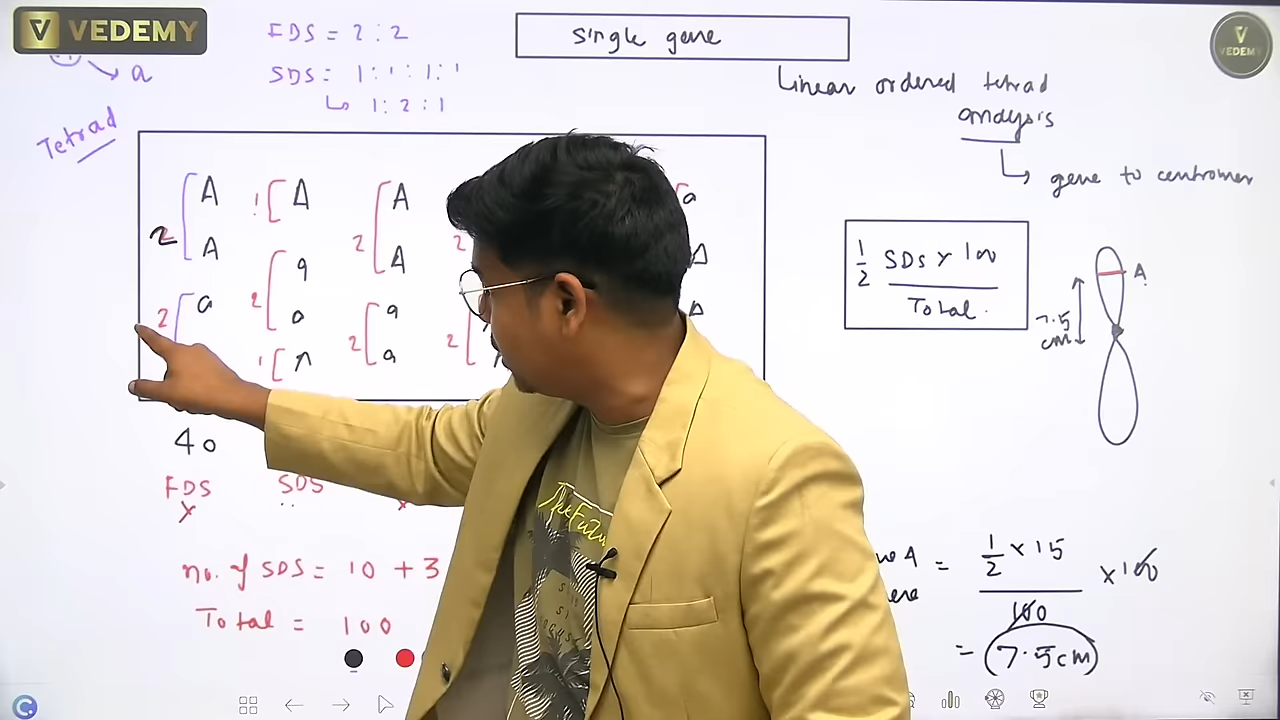 VEDEMY
FDS = 2 : 2
SDS = 1 : 1 : 1 : 1
↳ 1 : 2 : 1
single gene
VEDEMY
a
Tetrad
Linear ordered tetrad
analysis
↳ gene to centromer
2 [ A
A
2 [ a
1 [ A
2 [ a
a
1 [ A
2 [ A
A
2 [ a
a
2
2
a
A
A
1/2 SDS × 100
Total.
A
7.5
cm
40
FDS
SDS
no. of SDS = 10 + 3
Total = 100
= 1/2 × 15 / 100 × 100
= 7.5 cm